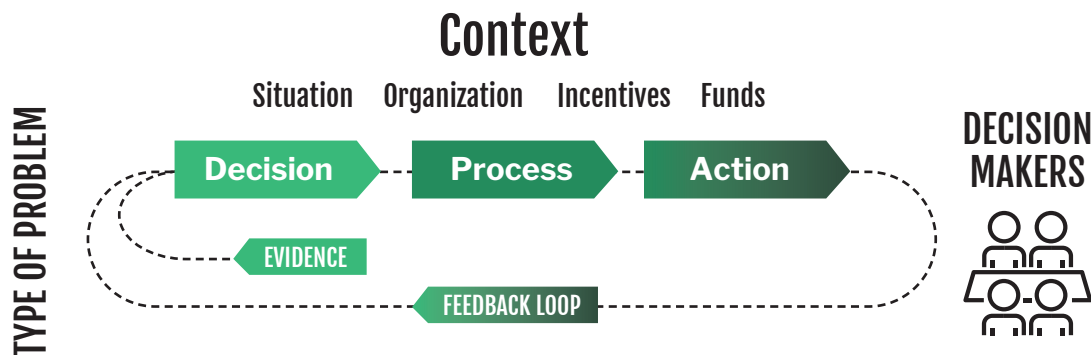 Context
Situation Organization Incentives Funds
TYPE OF PROBLEM
DECISION
MAKERS
Decision Process Action
EVIDENCE
FEEDBACK LOOP